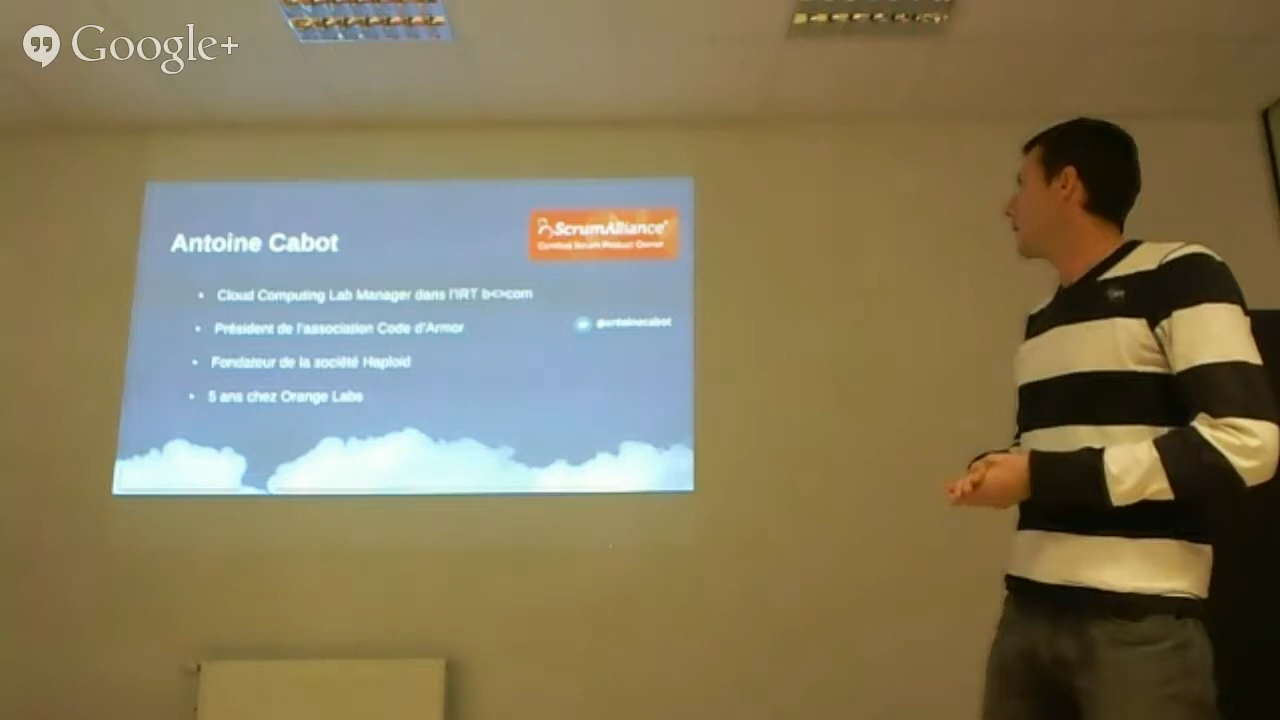 Google+
Antoine Cabot
ScrumAlliance®
Certified Scrum Product Owner
• Cloud Computing Lab Manager dans l'IRT b<>com
• Président de l'association Code d'Armor
@antoinecabot
• Fondateur de la société Haploid
• 5 ans chez Orange Labs